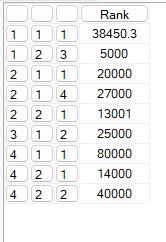 Rank
1 1 1 38450.3
1 2 3 5000
2 1 1 20000
2 1 4 27000
2 2 1 13001
3 1 2 25000
4 1 1 80000
4 2 1 14000
4 2 2 40000